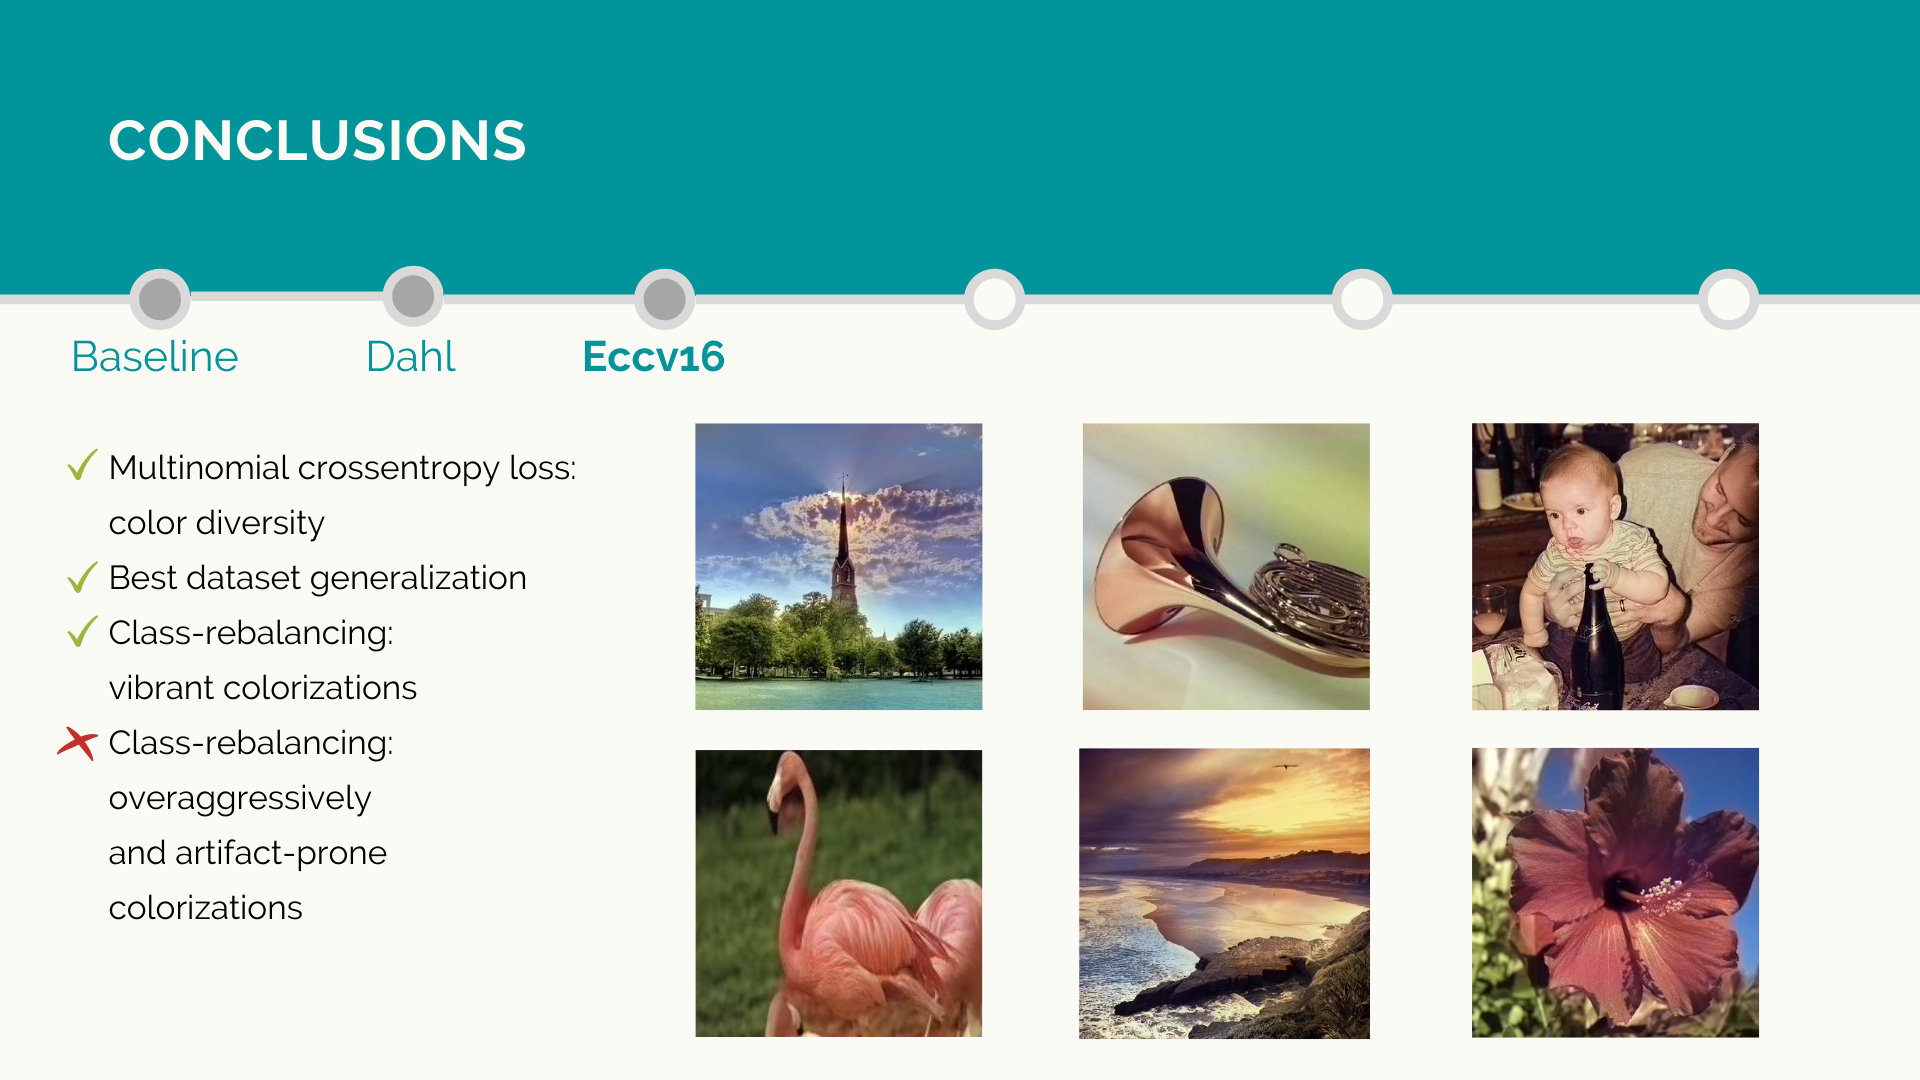 CONCLUSIONS
Baseline
Dahl
Eccv16
Multinomial crossentropy loss:
color diversity
Best dataset generalization
Class-rebalancing:
vibrant colorizations
Class-rebalancing:
overaggressively
and artifact-prone
colorizations